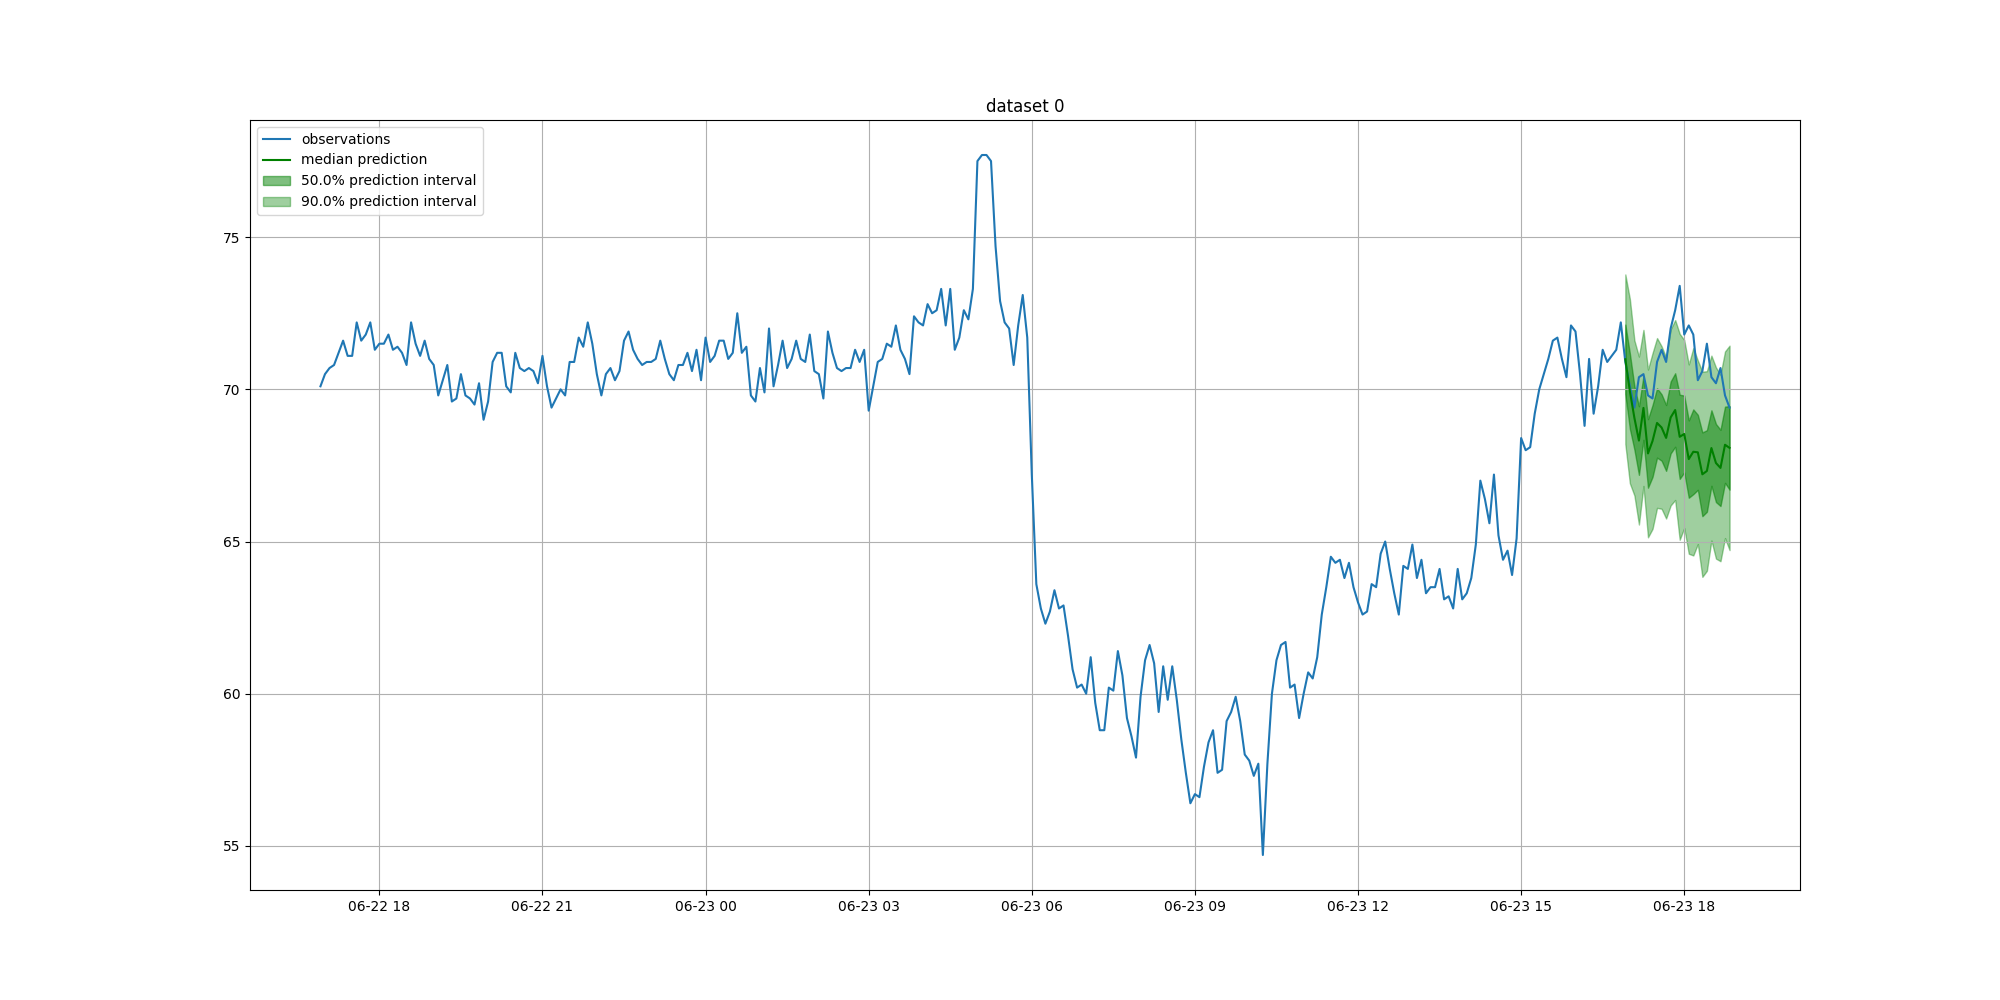 dataset 0
observations
median prediction
50.0% prediction interval
90.0% prediction interval
75
70
65
60
55
06-22 18
06-22 21
06-23 00
06-23 03
06-23 06
06-23 09
06-23 12
06-23 15
06-23 18